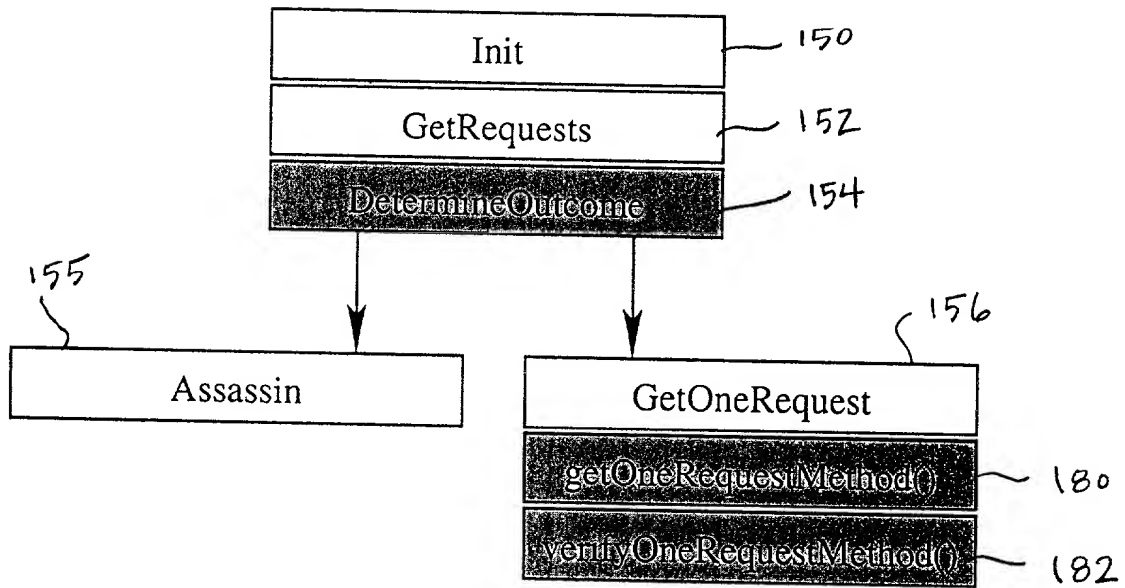 Init
150
GetRequests
152
DetermineOutcome
154
155
156
Assassin
GetOneRequest
getOneRequestMethod()
180
verifyOneRequestMethod()
182